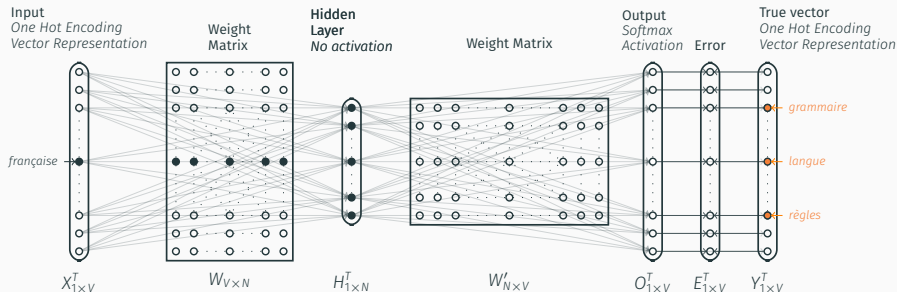 Input
One Hot Encoding
Vector Representation
Weight
Matrix
Hidden
Layer
No activation
Weight Matrix
Output
Softmax
Activation
Error
True vector
One Hot Encoding
Vector Representation
française
grammaire
langue
règles
X^T_{1×V}
W_{V×N}
H^T_{1×N}
W'_{N×V}
O^T_{1×V}
E^T_{1×V}
Y^T_{1×V}